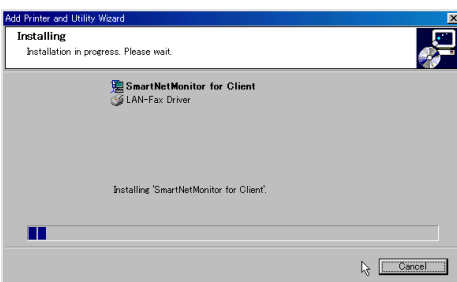 Add Printer and Utility Wizard
Installing
Installation in progress. Please wait.
SmartNetMonitor for Client
LAN-Fax Driver
Installing 'SmartNetMonitor for Client'.
Cancel